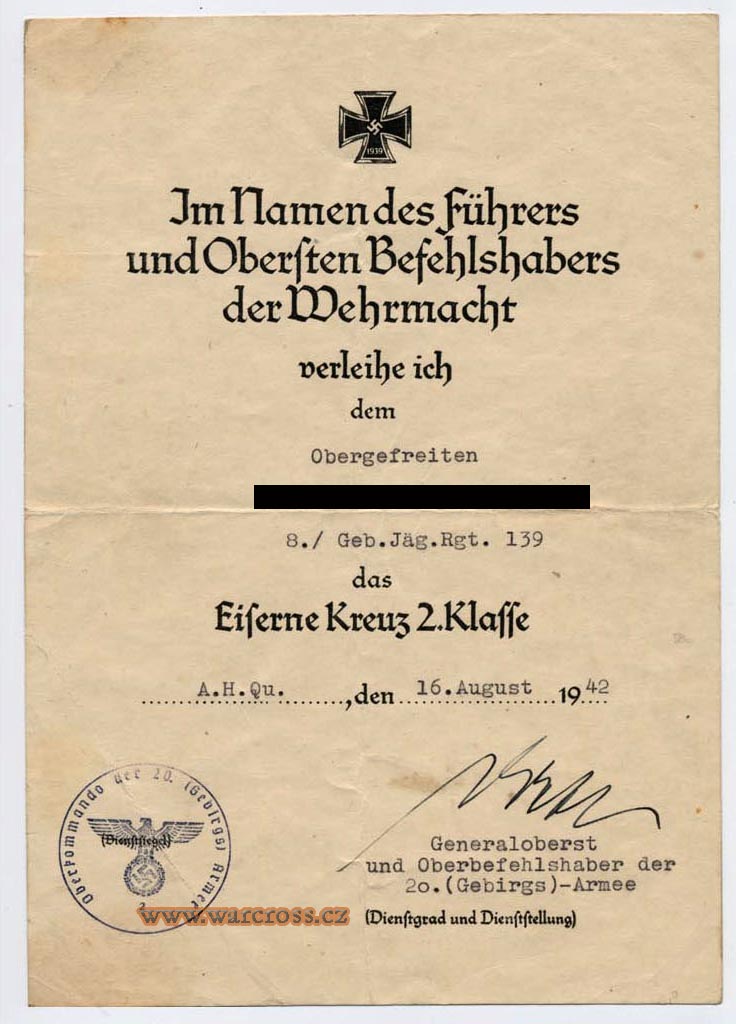 1939
Im Namen des Führers
und Obersten Befehlshabers
der Wehrmacht
verleihe ich
dem
Obergefreiten
8./ Geb.Jäg.Rgt. 139
das
Eiserne Kreuz 2.Klasse
A.H.Qu. ,den 16.August 1942
Oberkommando der 20. (Gebirgs) Armee
(Dienstsiegel)
2
Generaloberst
und Oberbefehlshaber der
2o.(Gebirgs)-Armee
(Dienstgrad und Dienststellung)
www.warcross.cz